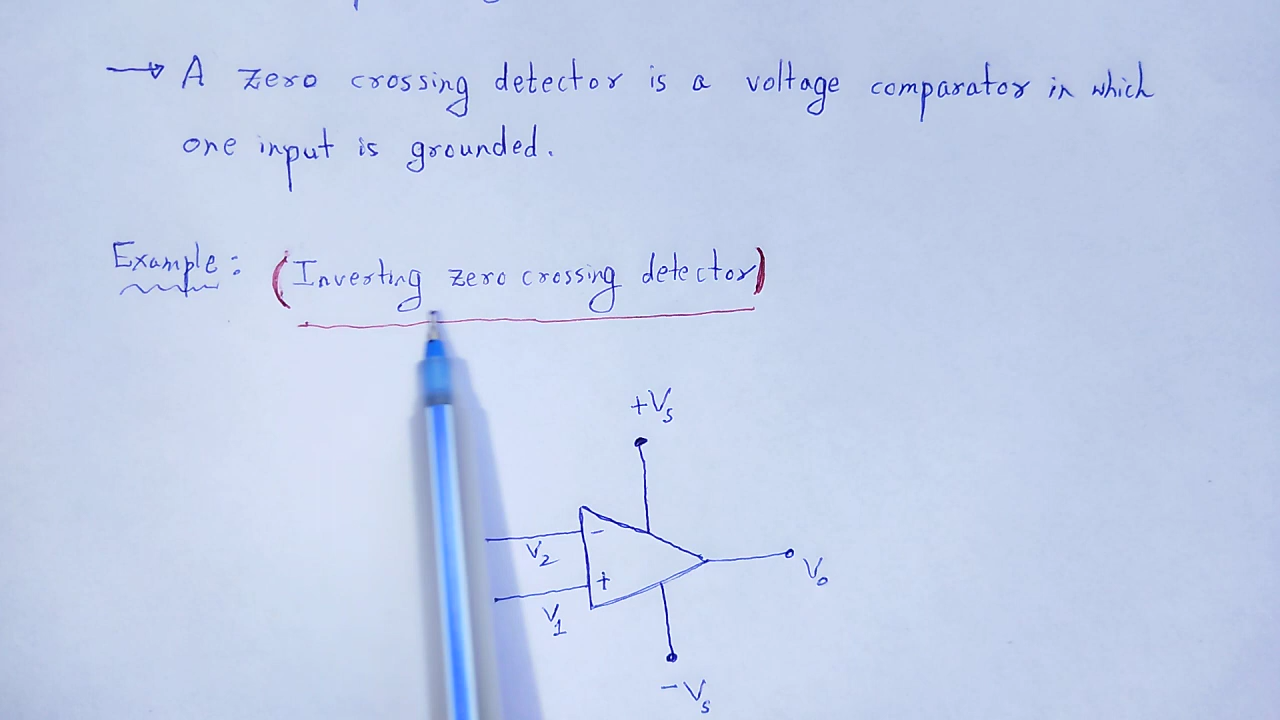 → A zero crossing detector is a voltage comparator in which
one input is grounded.
Example: (Inverting zero crossing detector)
+Vs
-
V2
+
V1
Vo
-Vs